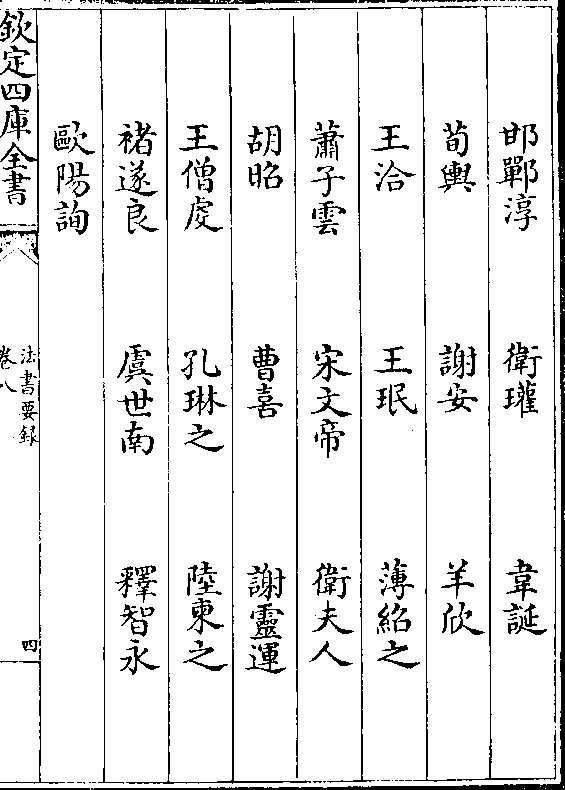 邯鄲淳 衛瓘 韋誕
荀輿 謝安 羊欣
王洽 王珉 薄紹之
蕭子雲 宋文帝 衛夫人
胡昭 曹喜 謝靈運
王僧虔 孔琳之 陸柬之
褚遂良 虞世南 釋智永
歐陽詢
欽定四庫全書
法書要録
卷八
四